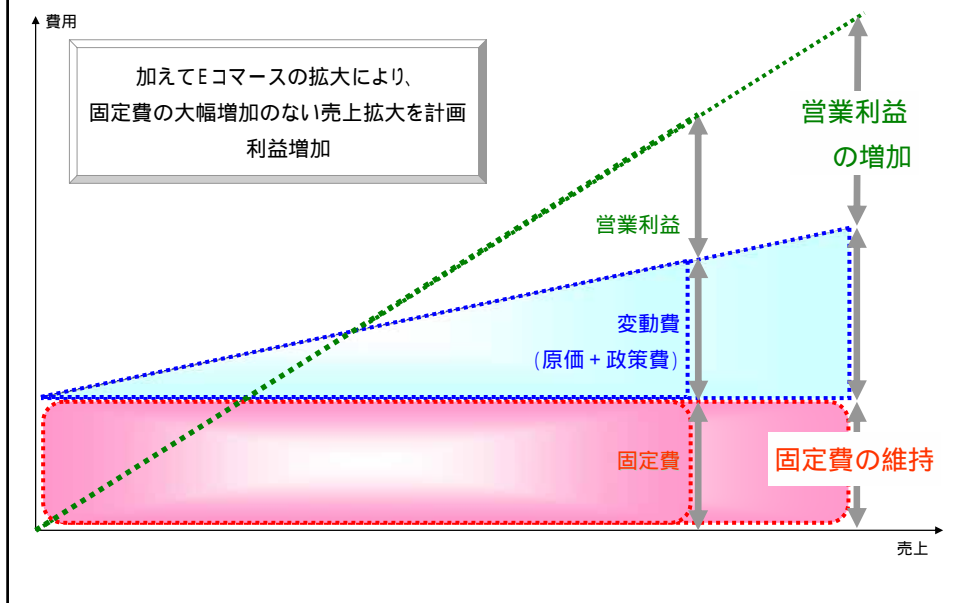 費用
加えてEコマースの拡大により、
固定費の大幅増加のない売上拡大を計画
利益増加
営業利益
の増加
営業利益
変動費
(原価+政策費)
固定費
固定費の維持
売上